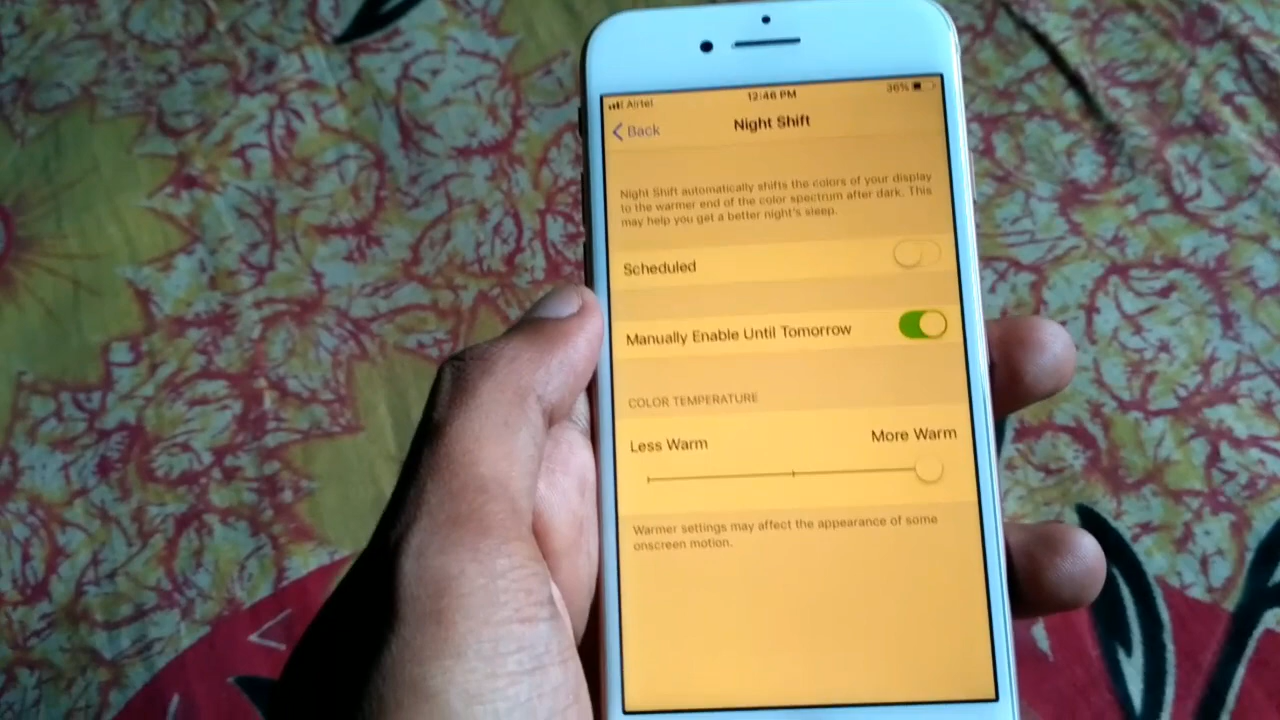 Airtel 12:46 PM 36%
Back Night Shift
Night Shift automatically shifts the colors of your display
to the warmer end of the color spectrum after dark. This
may help you get a better night's sleep.
Scheduled
Manually Enable Until Tomorrow
COLOR TEMPERATURE
Less Warm More Warm
Warmer settings may affect the appearance of some
onscreen motion.